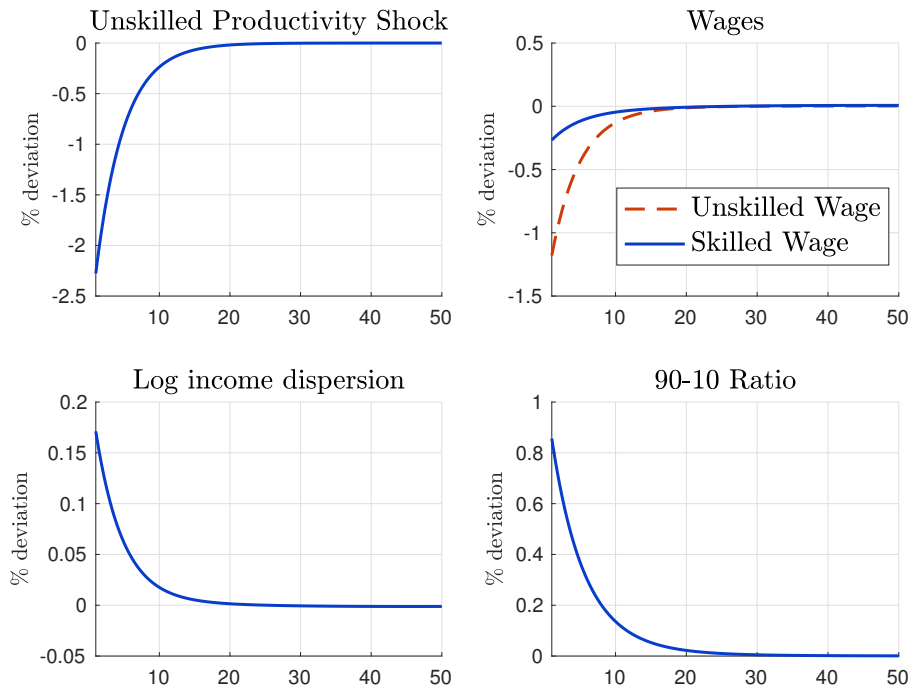 Unskilled Productivity Shock
% deviation
0
-0.5
-1
-1.5
-2
-2.5
10 20 30 40 50
Wages
% deviation
0.5
0
-0.5
-1
-1.5
Unskilled Wage
Skilled Wage
10 20 30 40 50
Log income dispersion
% deviation
0.2
0.15
0.1
0.05
0
-0.05
10 20 30 40 50
90-10 Ratio
% deviation
1
0.8
0.6
0.4
0.2
0
10 20 30 40 50